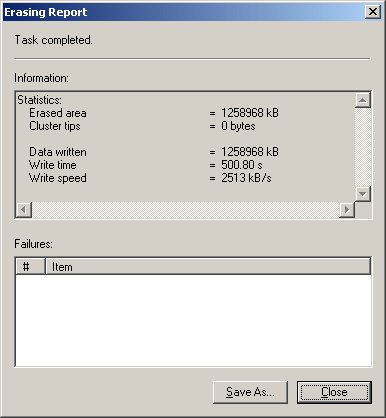 Erasing Report
Task completed.
Information:
Statistics:
Erased area = 1258968 kB
Cluster tips = 0 bytes
Data written = 1258968 kB
Write time = 500.80 s
Write speed = 2513 kB/s
Failures:
# Item
Save As... Close